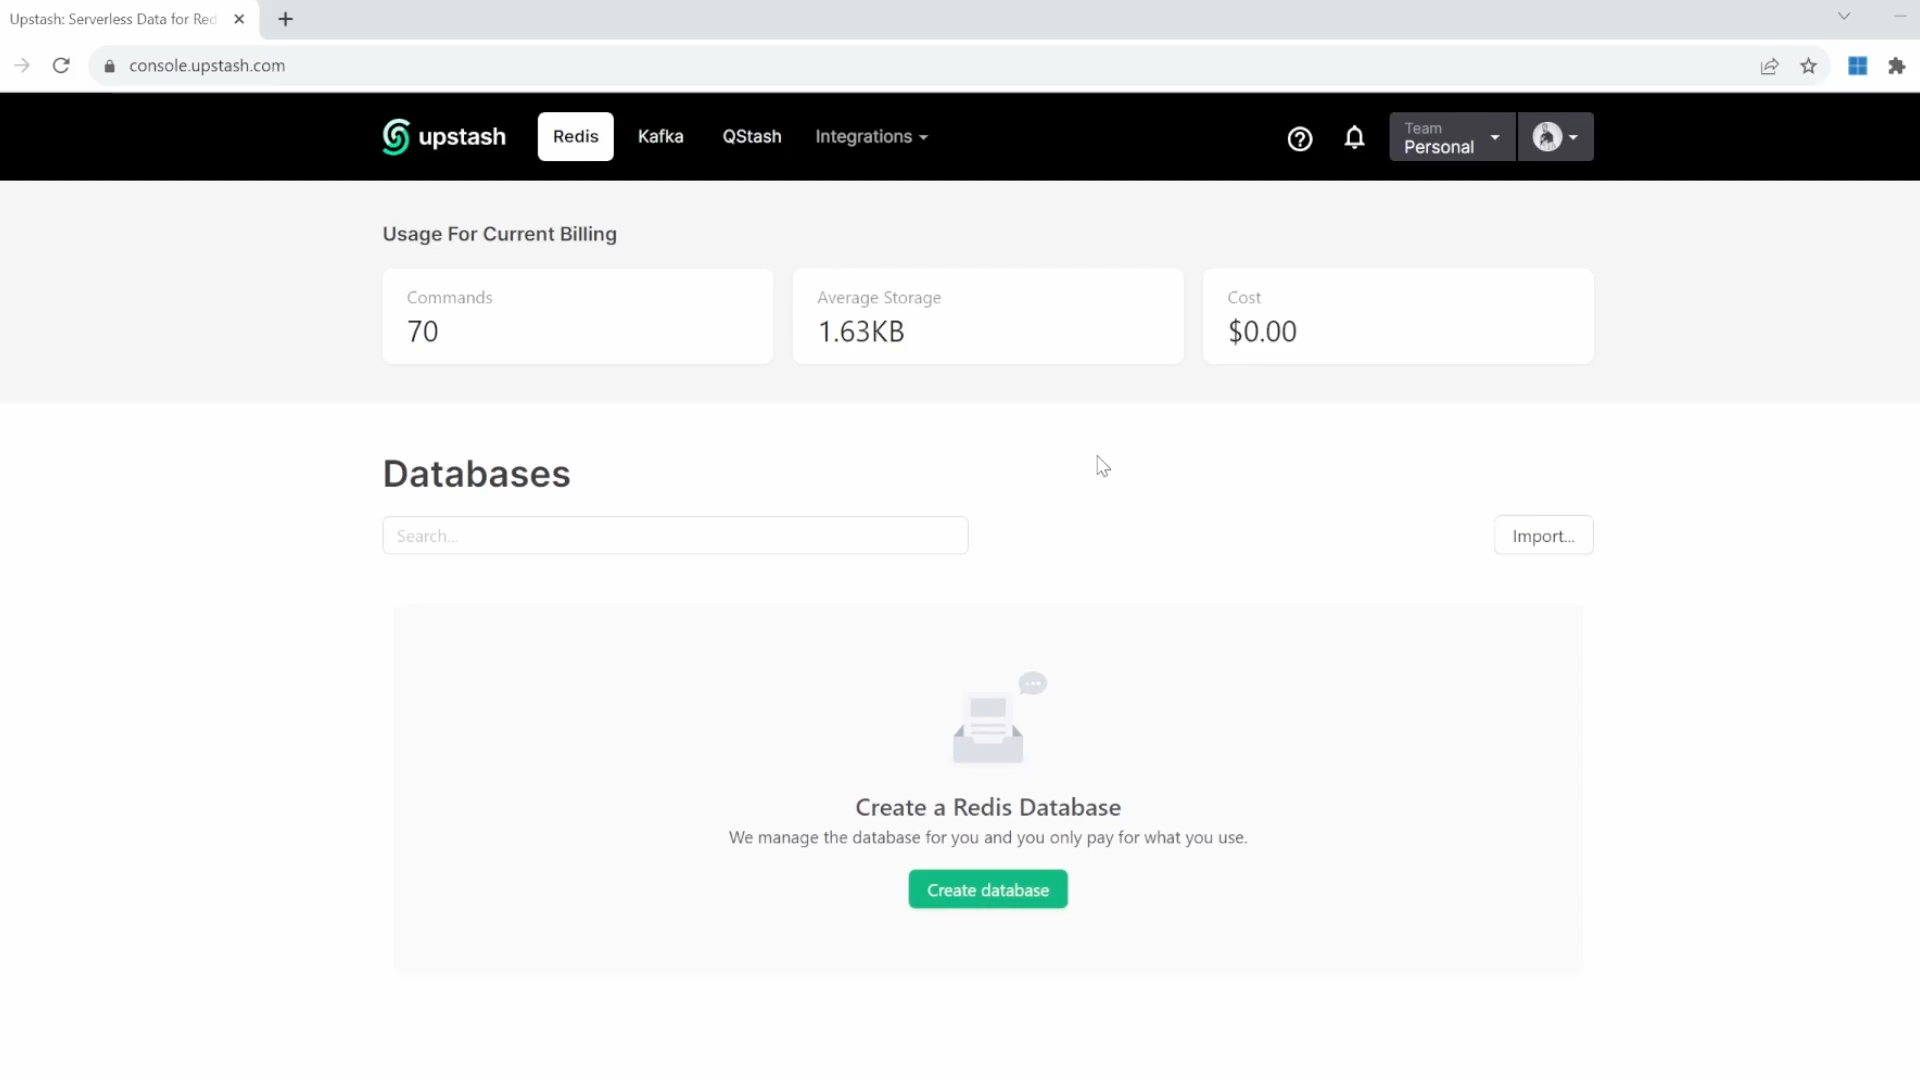 Upstash: Serverless Data for Red
console.upstash.com
upstash
Redis
Kafka
QStash
Integrations
Team
Personal
Usage For Current Billing
Commands
70
Average Storage
1.63KB
Cost
$0.00
Databases
Search...
Import...
Create a Redis Database
We manage the database for you and you only pay for what you use.
Create database